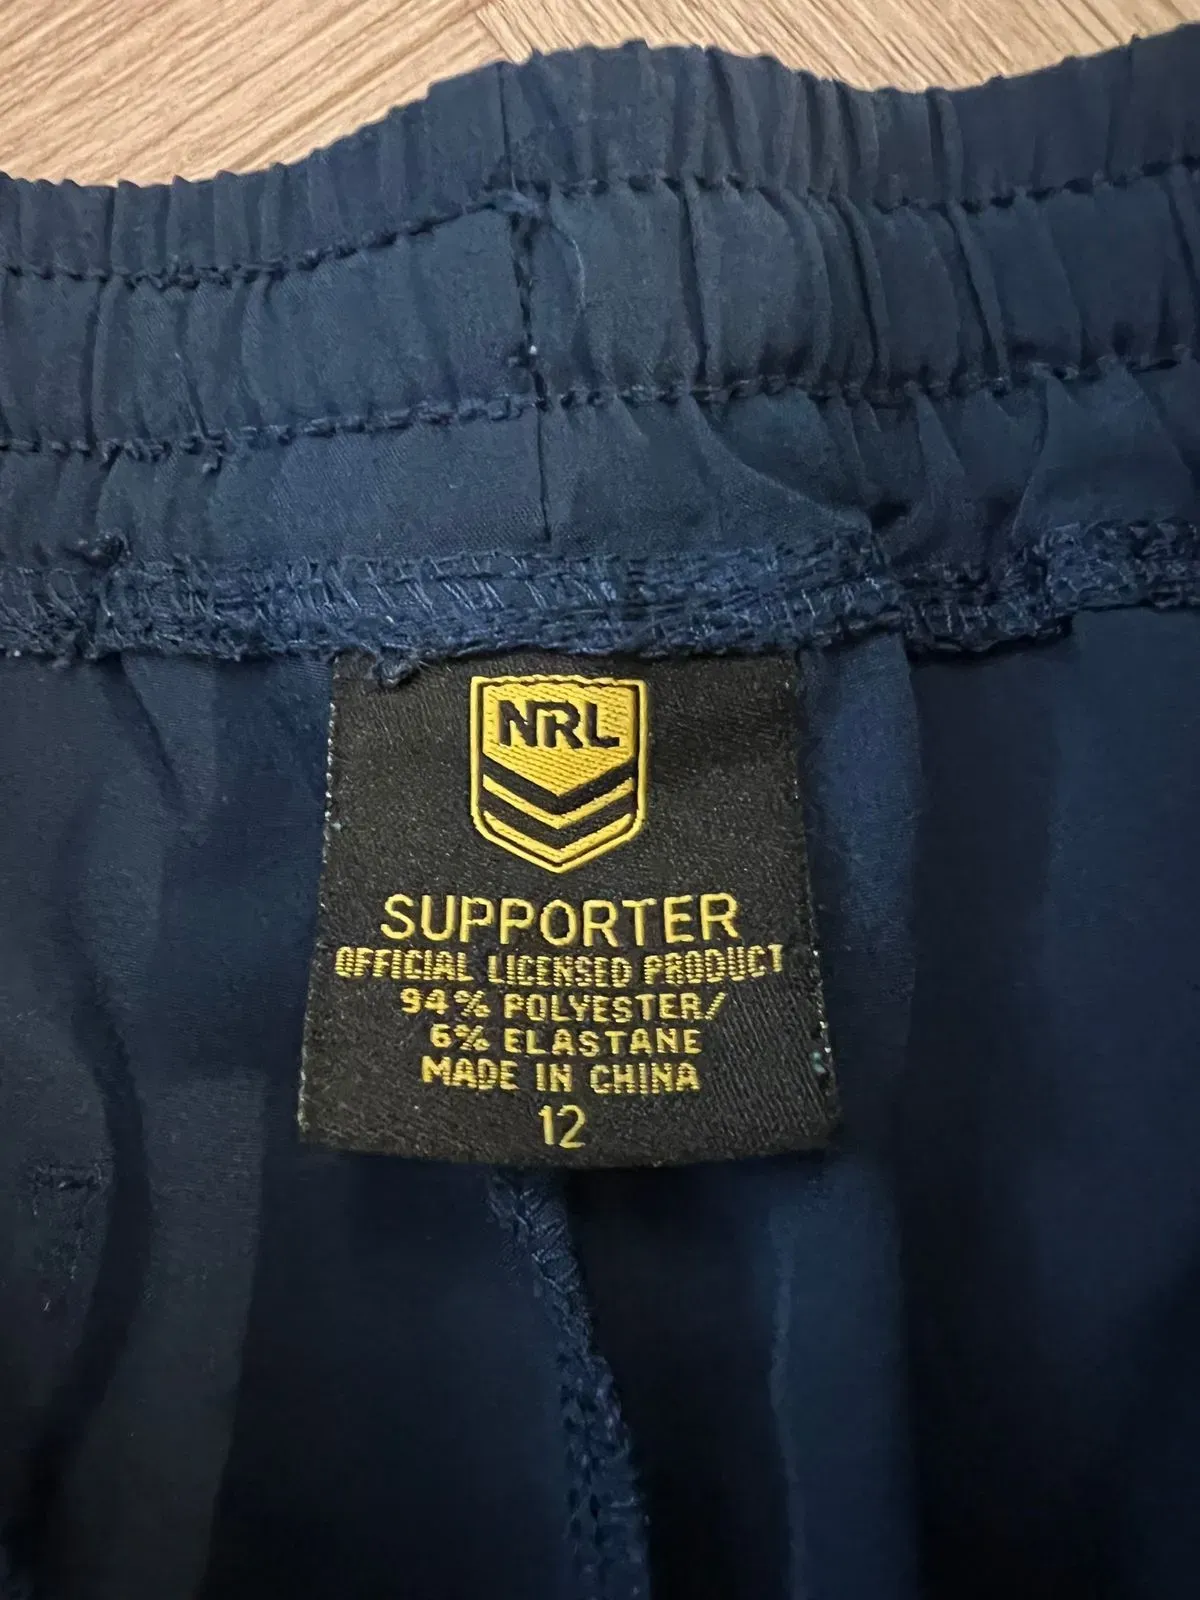 NRL
SUPPORTER
OFFICIAL LICENSED PRODUCT
94% POLYESTER/
6% ELASTANE
MADE IN CHINA
12